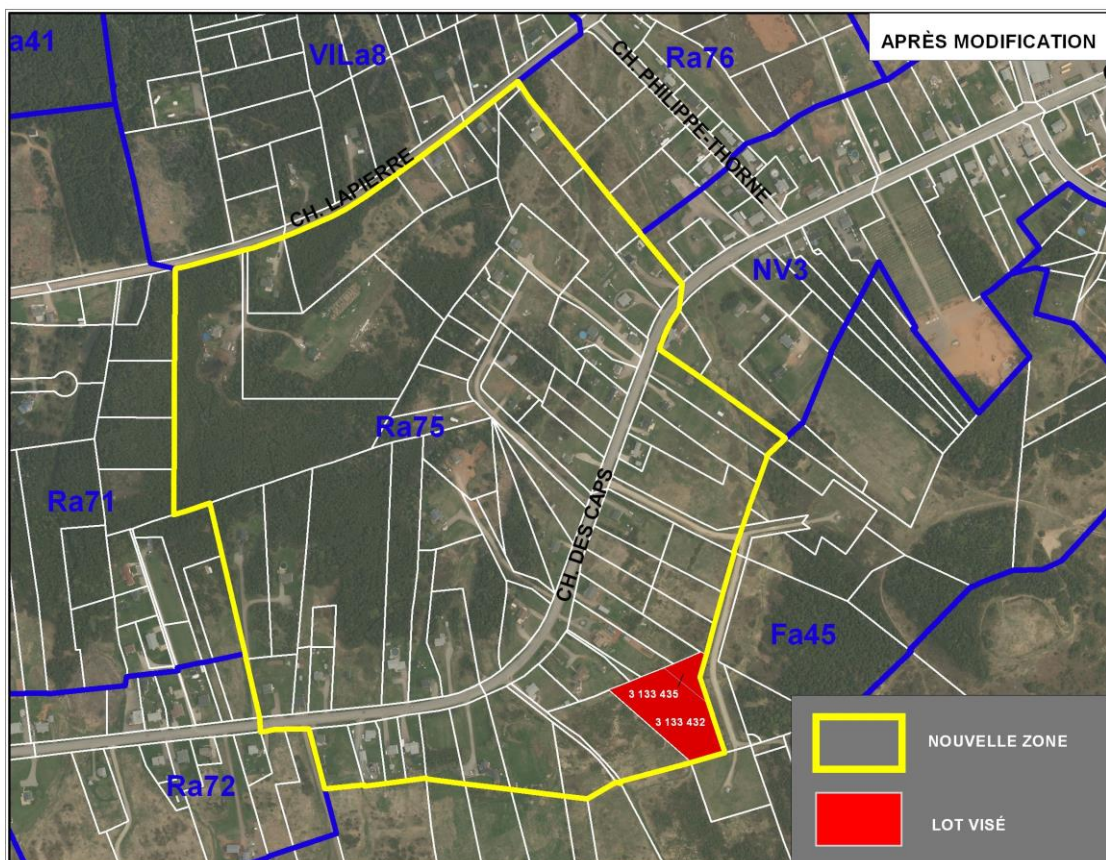 APRÈS MODIFICATION
a41
VILa8
Ra76
CH. PHILIPPE-THORNE
CH. LAPIERRE
NV3
Ra75
Ra71
CH. DES CAPS
Fa45
3 133 435
3 133 432
Ra72
NOUVELLE ZONE
LOT VISÉ